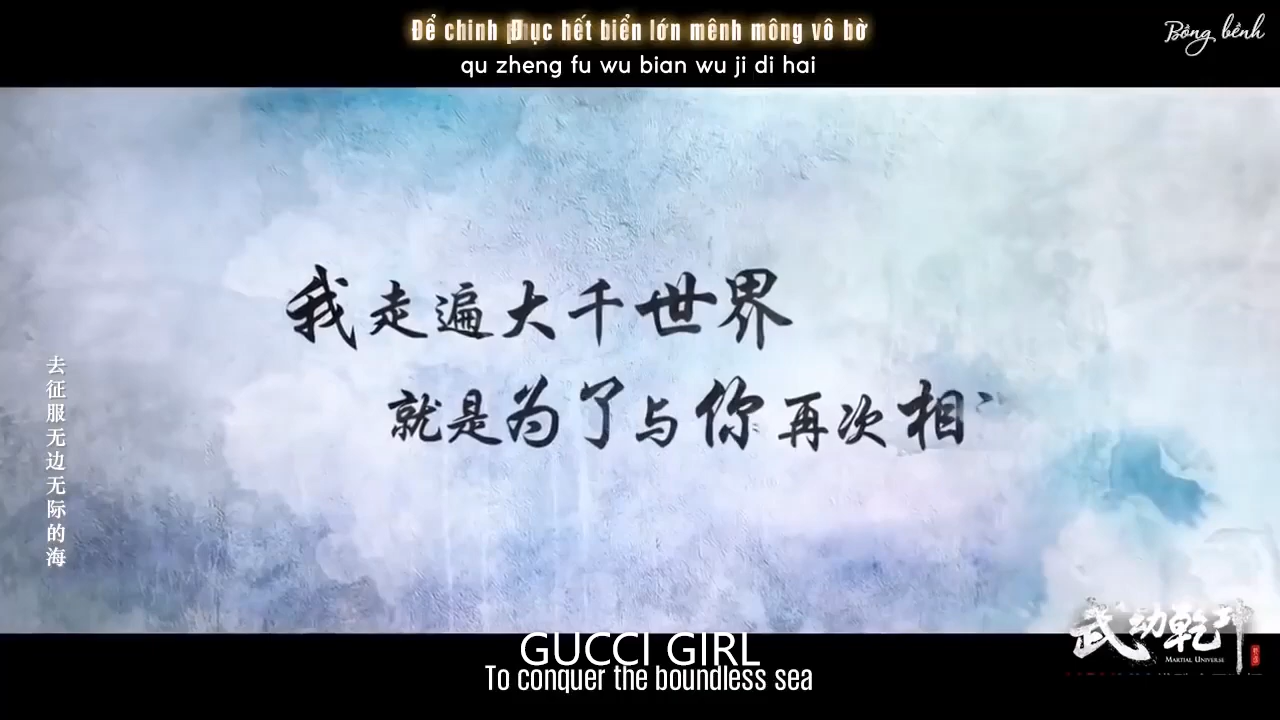 Để chinh phục hết biển lớn mênh mông vô bờ
Bồng bềnh
qu zheng fu wu bian wu ji di hai
我走遍大千世界
就是为了与你再次相
去征服无边无际的海
武动乾坤
MARTIAL UNIVERSE
GUCCI GIRL
To conquer the boundless sea